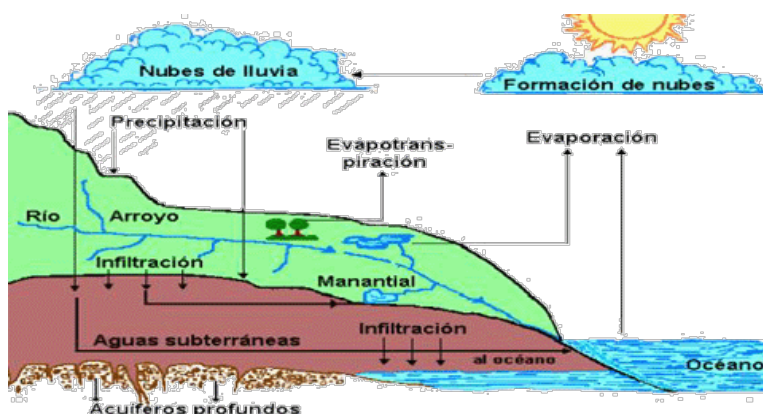 Nubes de lluvia
Formación de nubes
Precipitación
Evapotrans-
piración
Evaporación
Río
Arroyo
Infiltración
Manantial
Infiltración
Aguas subterráneas
al océano
Océano
Acuíferos profundos